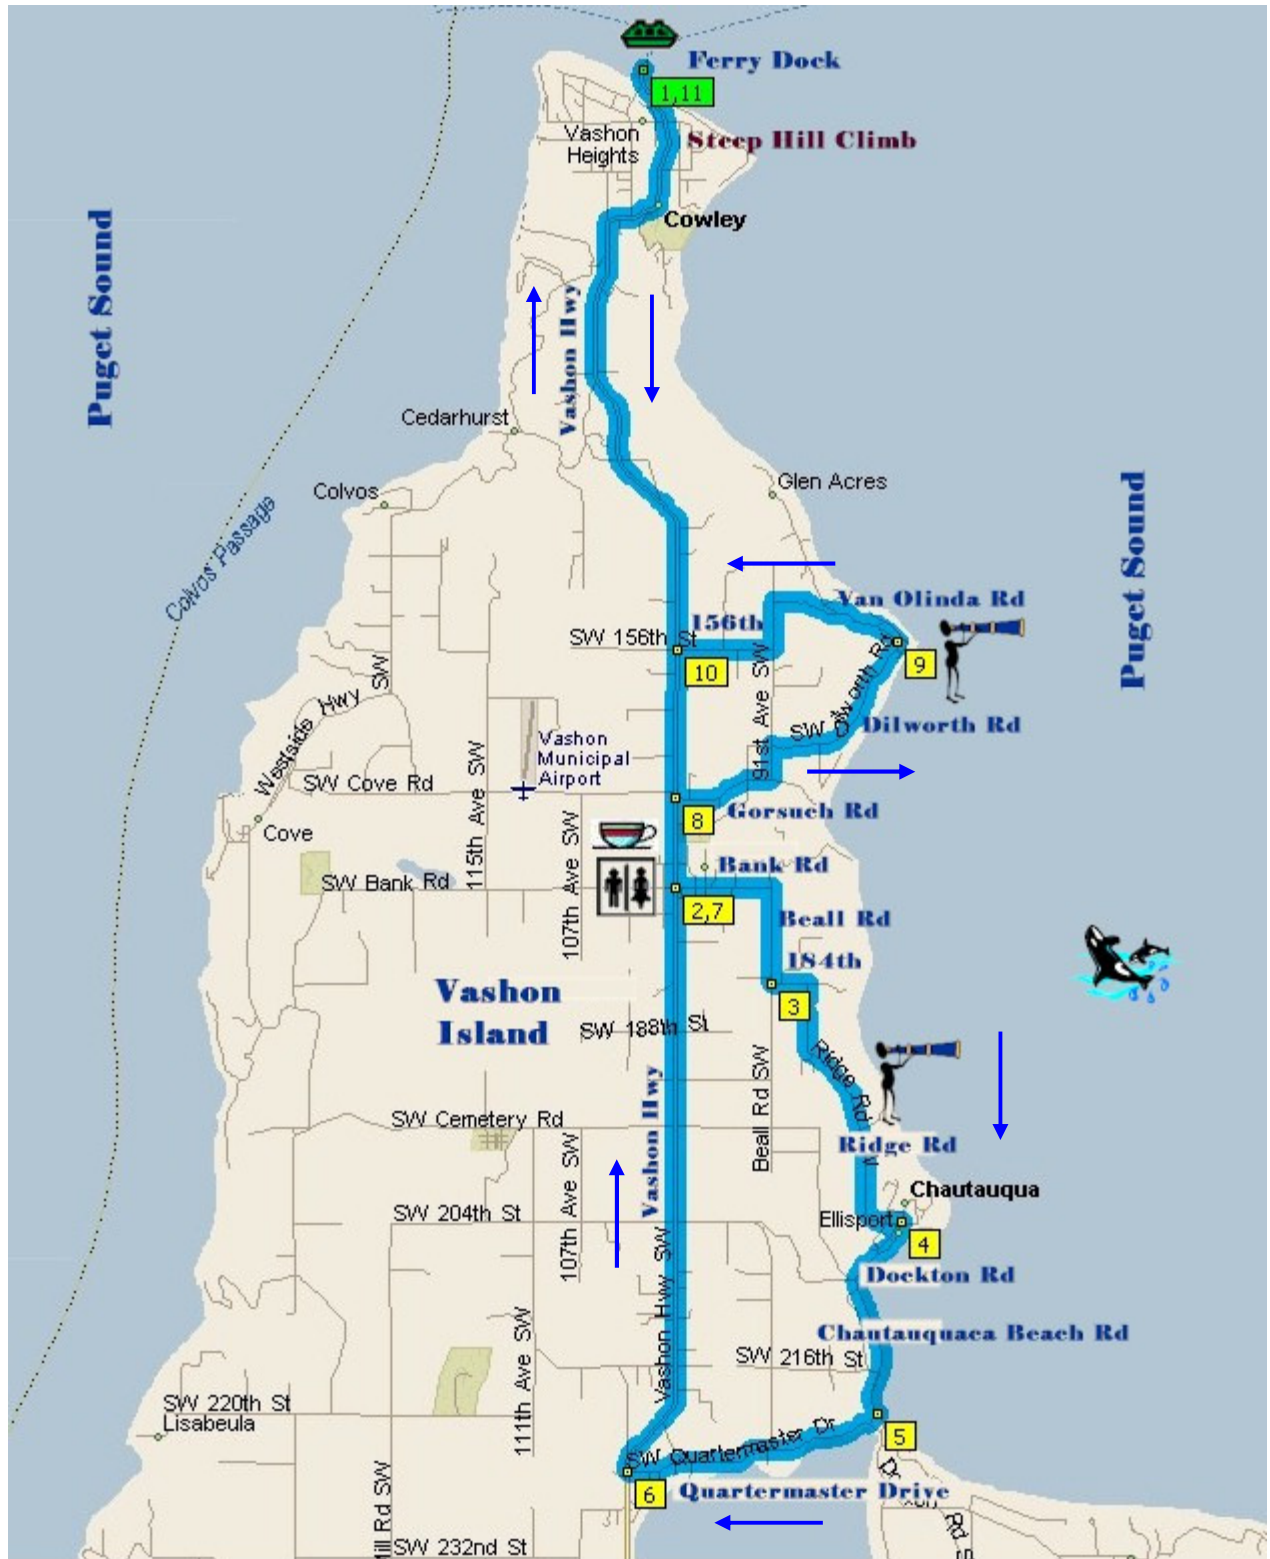 Ferry Dock
1,11
Vashon
Heights
Steep Hill Climb
Cowley
Puget Sound
Vashon Hwy
Cedarhurst
Colvos
Glen Acres
Colvos Passage
Puget Sound
Van Olinda Rd
156th
SW 156th St
9
10
SW
Westside Hwy
91st Ave SW
SW Dilworth Rd
Dilworth Rd
Vashon
Municipal
Airport
SW Cove Rd
115th Ave SW
Gorsuch Rd
8
Cove
107th Ave SW
Bank Rd
SW Bank Rd
2,7
Beall Rd
184th
Vashon
Island
3
SW 188th St
Ridge Rd
Beall Rd SW
Vashon Hwy
SW Cemetery Rd
Ridge Rd
107th Ave SW
Chautauqua
SW 204th St
Ellisport
4
Vashon Hwy SW
Dockton Rd
Chautauquaca Beach Rd
111th Ave SW
SW 216th St
SW 220th St
Lisabeula
SW Quartermaster Dr
5
6
Quartermaster Drive
Mill Rd SW
SW 232nd St